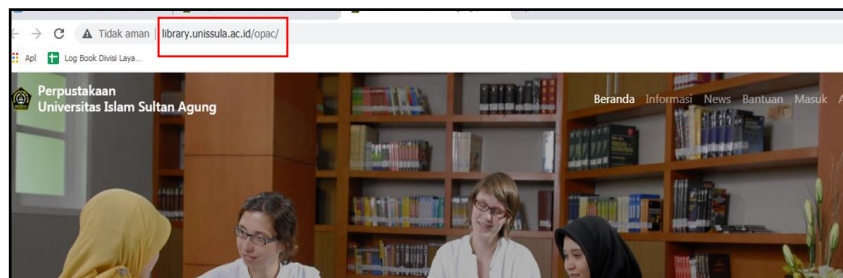 Tidak aman | library.unissula.ac.id/opac/
Apl Log Book Divisi Laya...
Perpustakaan
Universitas Islam Sultan Agung
Beranda Informasi News Bantuan Masuk A